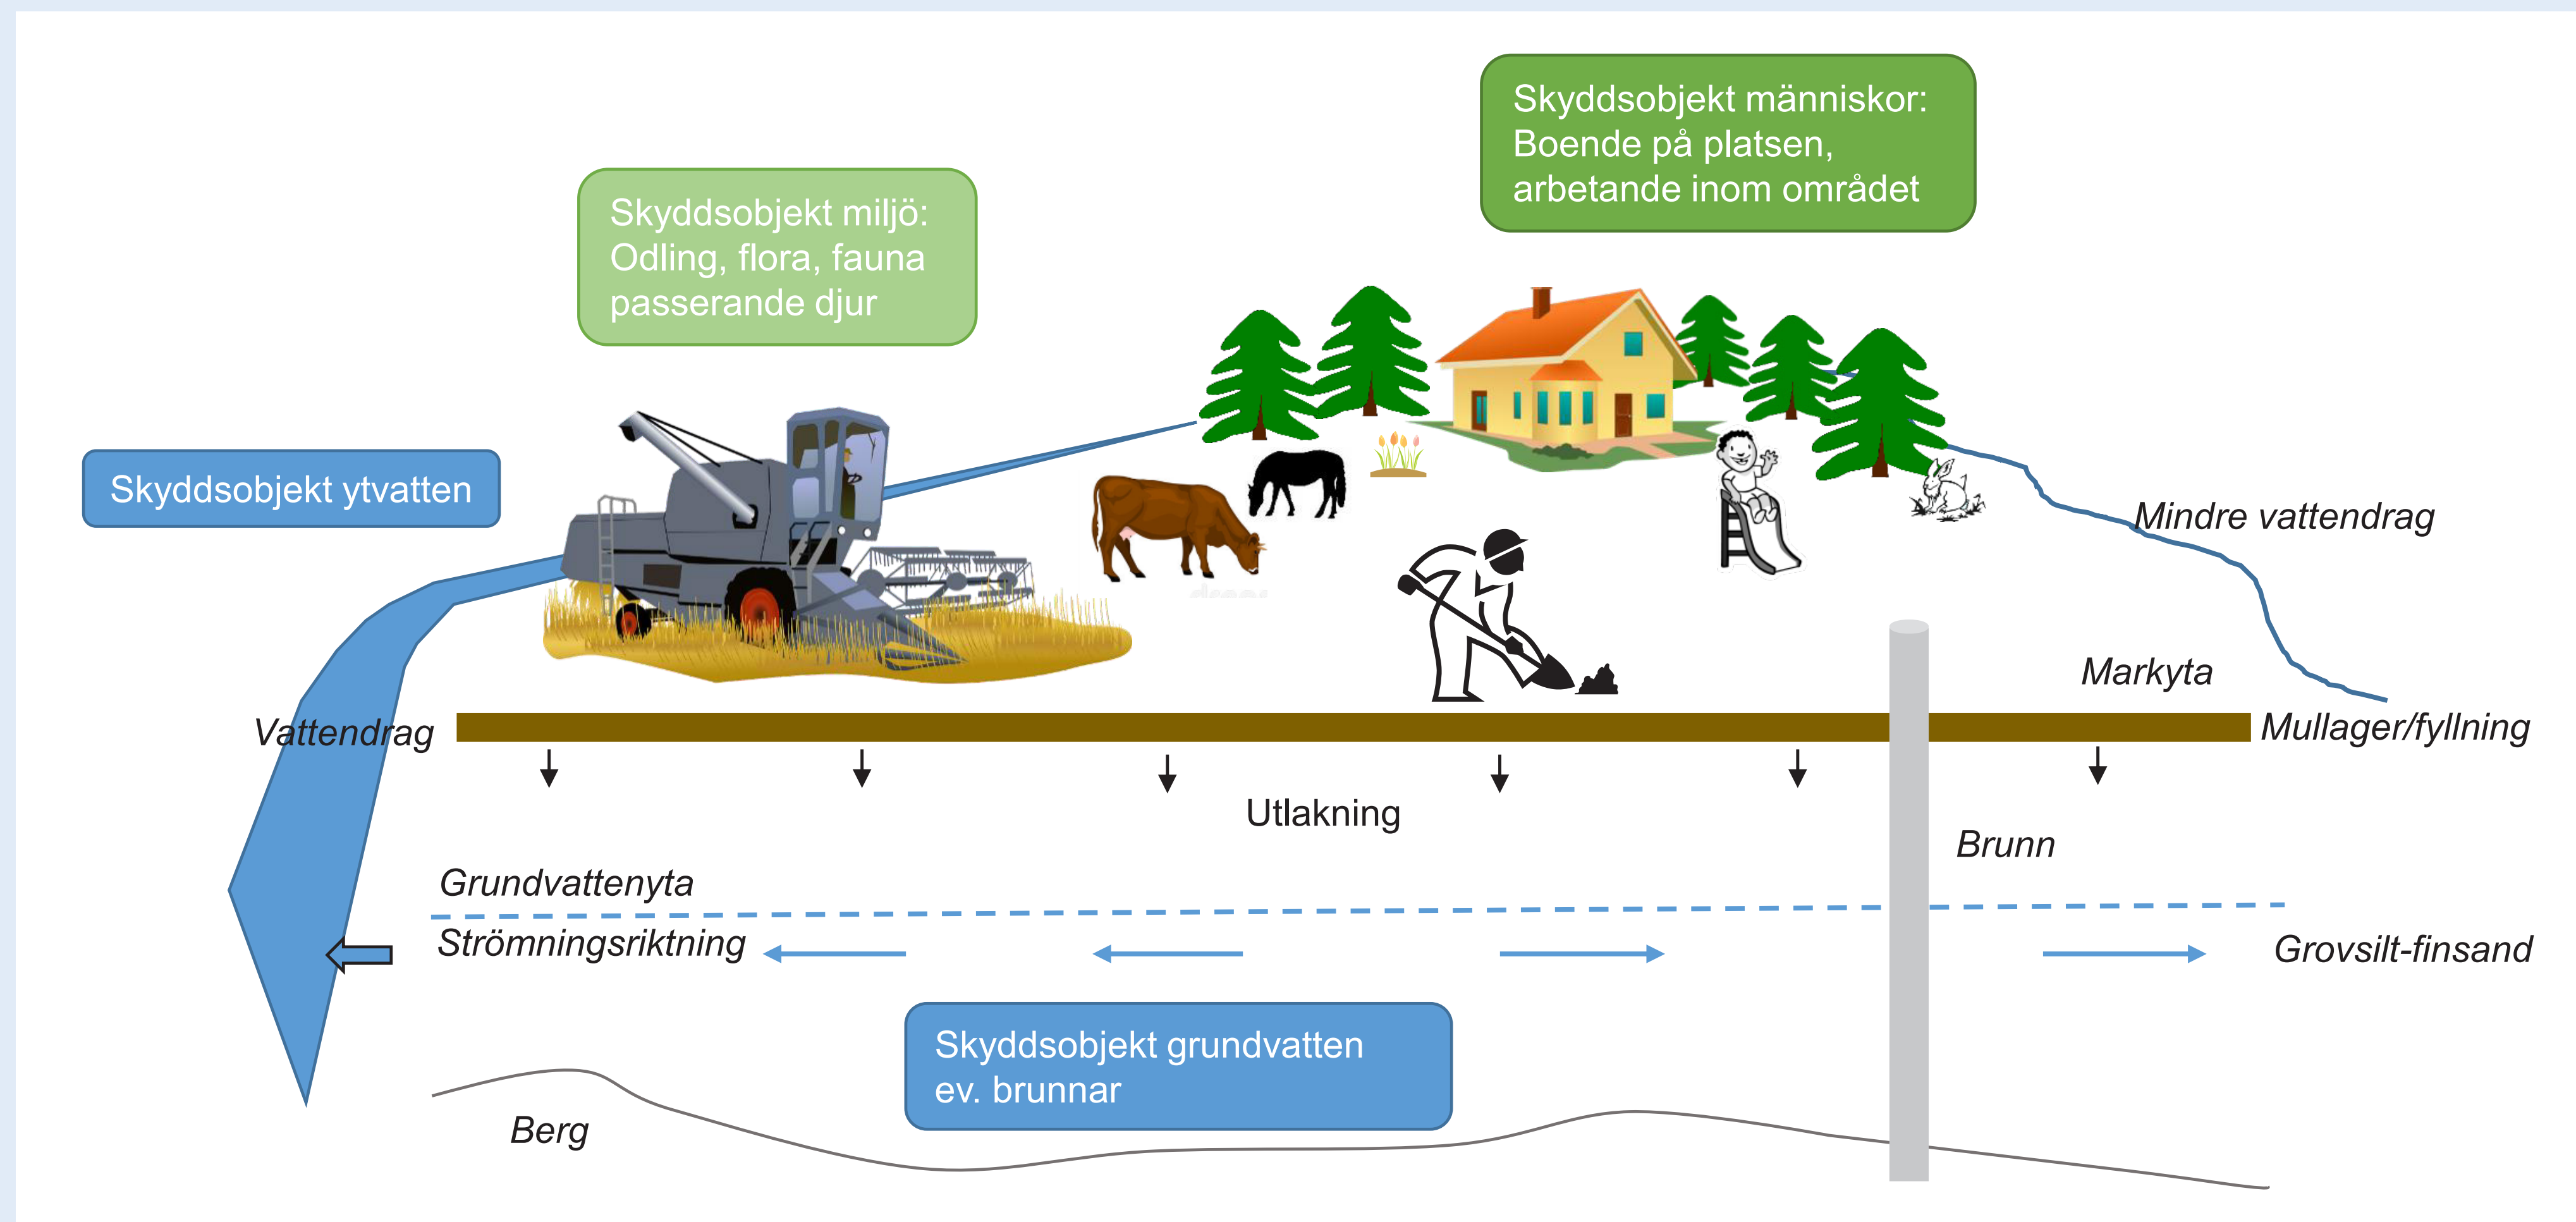 Skyddsobjekt människor:
Boende på platsen,
arbetande inom området
Skyddsobjekt miljö:
Odling, flora, fauna
passerande djur
Skyddsobjekt ytvatten
Mindre vattendrag
Markyta
Vattendrag
Mullager/fyllning
Utlakning
Brunn
Grundvattenyta
Strömningsriktning
Grovsilt-finsand
Skyddsobjekt grundvatten
ev. brunnar
Berg